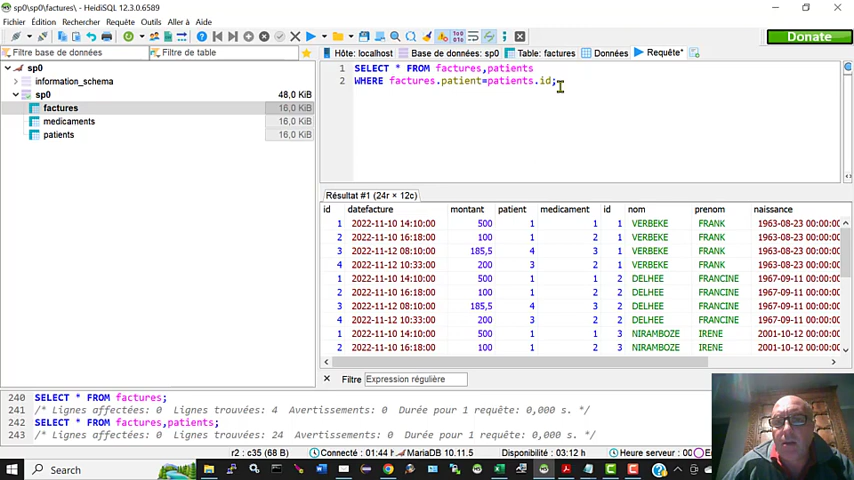 sp0\sp0\factures\ - HeidiSQL 12.3.0.6589
Fichier Édition Rechercher Requête Outils Aller à Aide
Donate
Filtre base de données Filtre de table
Hôte: localhost Base de données: sp0 Table: factures Données Requête*
sp0
information_schema
sp0 48,0 KiB
factures 16,0 KiB
medicaments 16,0 KiB
patients 16,0 KiB
1 SELECT * FROM factures,patients
2 WHERE factures.patient=patients.id;
Résultat #1 (24r × 12c)
id datefacture montant patient medicament id nom prenom naissance
1 2022-11-10 14:10:00 500 1 1 1 VERBEKE FRANK 1963-08-23 00:00:00
2 2022-11-10 16:18:00 100 1 2 1 VERBEKE FRANK 1963-08-23 00:00:00
3 2022-11-12 08:10:00 185,5 4 3 1 VERBEKE FRANK 1963-08-23 00:00:00
4 2022-11-12 10:33:00 200 3 2 1 VERBEKE FRANK 1963-08-23 00:00:00
1 2022-11-10 14:10:00 500 1 1 2 DELHEE FRANCINE 1967-09-11 00:00:00
2 2022-11-10 16:18:00 100 1 2 2 DELHEE FRANCINE 1967-09-11 00:00:00
3 2022-11-12 08:10:00 185,5 4 3 2 DELHEE FRANCINE 1967-09-11 00:00:00
4 2022-11-12 10:33:00 200 3 2 2 DELHEE FRANCINE 1967-09-11 00:00:00
1 2022-11-10 14:10:00 500 1 1 3 NIRAMBOZE IRENE 2001-10-12 00:00:00
2 2022-11-10 16:18:00 100 1 2 3 NIRAMBOZE IRENE 2001-10-12 00:00:00
Filtre Expression régulière
240 SELECT * FROM factures;
241 /* Lignes affectées: 0 Lignes trouvées: 4 Avertissements: 0 Durée pour 1 requête: 0,000 s. */
242 SELECT * FROM factures,patients;
243 /* Lignes affectées: 0 Lignes trouvées: 24 Avertissements: 0 Durée pour 1 requête: 0,000 s. */
r2 : c35 (68 B) Connecté : 01:44 MariaDB 10.11.5 Disponibilité : 03:12 h Heure serveur : 00
Search